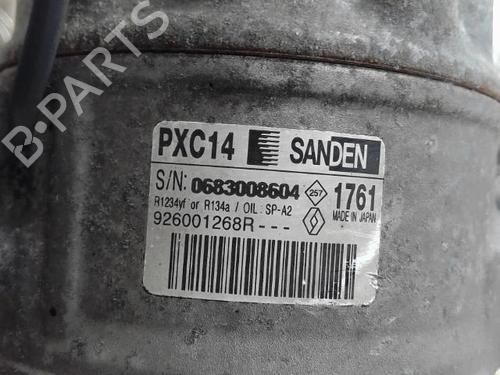 PXC14 SANDEN
S/N: 0683008604 257 1761
R1234yf or R134a / OIL : SP-A2 MADE IN JAPAN
926001268R---
B-PARTS